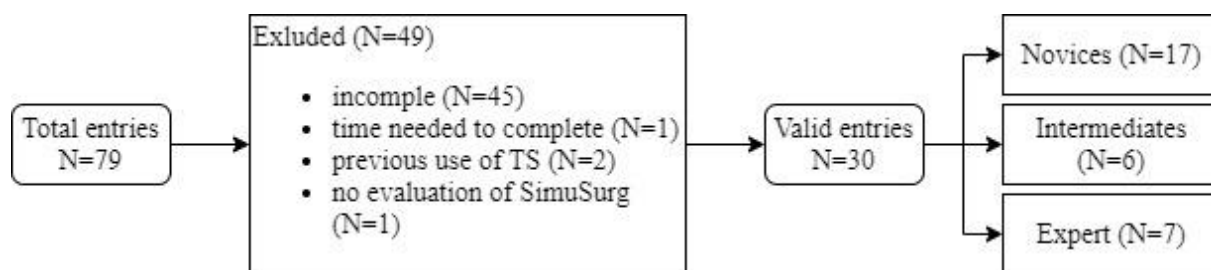 Total entries
N=79
Exluded (N=49)
• incomple (N=45)
• time needed to complete (N=1)
• previous use of TS (N=2)
• no evaluation of SimuSurg
(N=1)
Valid entries
N=30
Novices (N=17)
Intermediates
(N=6)
Expert (N=7)